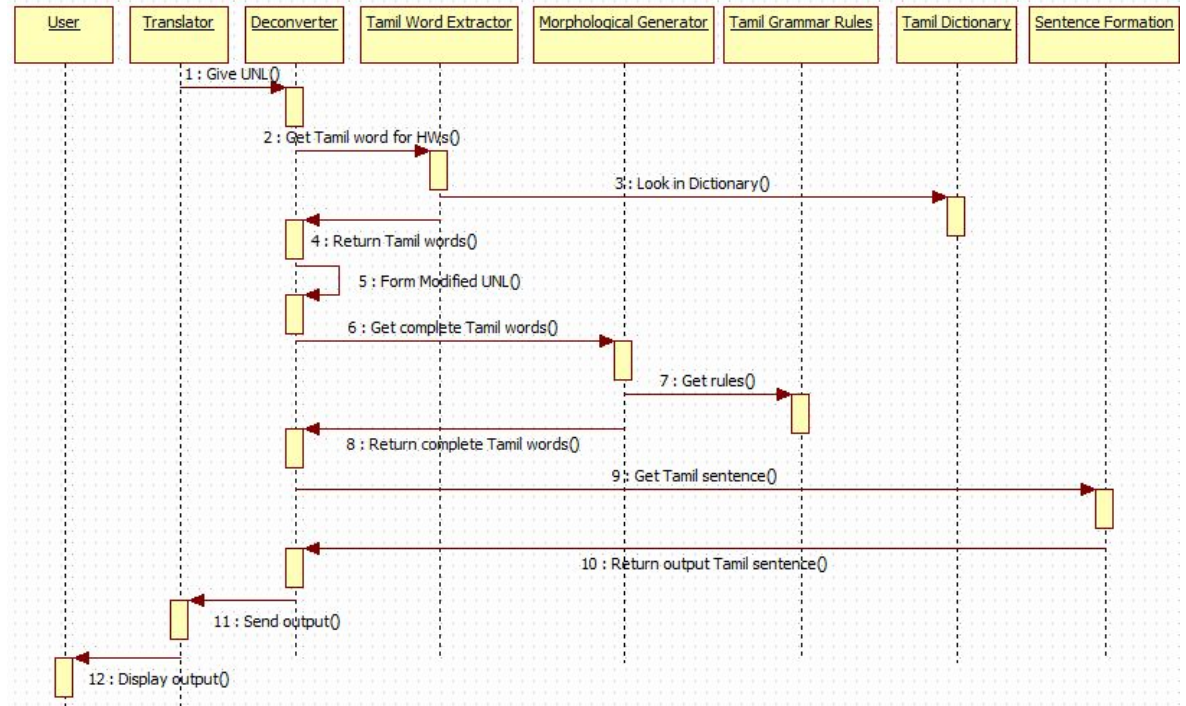 User
Translator
Deconverter
Tamil Word Extractor
Morphological Generator
Tamil Grammar Rules
Tamil Dictionary
Sentence Formation
1 : Give UNL()
2 : Get Tamil word for HWs()
3 : Look in Dictionary()
4 : Return Tamil words()
5 : Form Modified UNL()
6 : Get complete Tamil words()
7 : Get rules()
8 : Return complete Tamil words()
9 : Get Tamil sentence()
10 : Return output Tamil sentence()
11 : Send output()
12 : Display output()